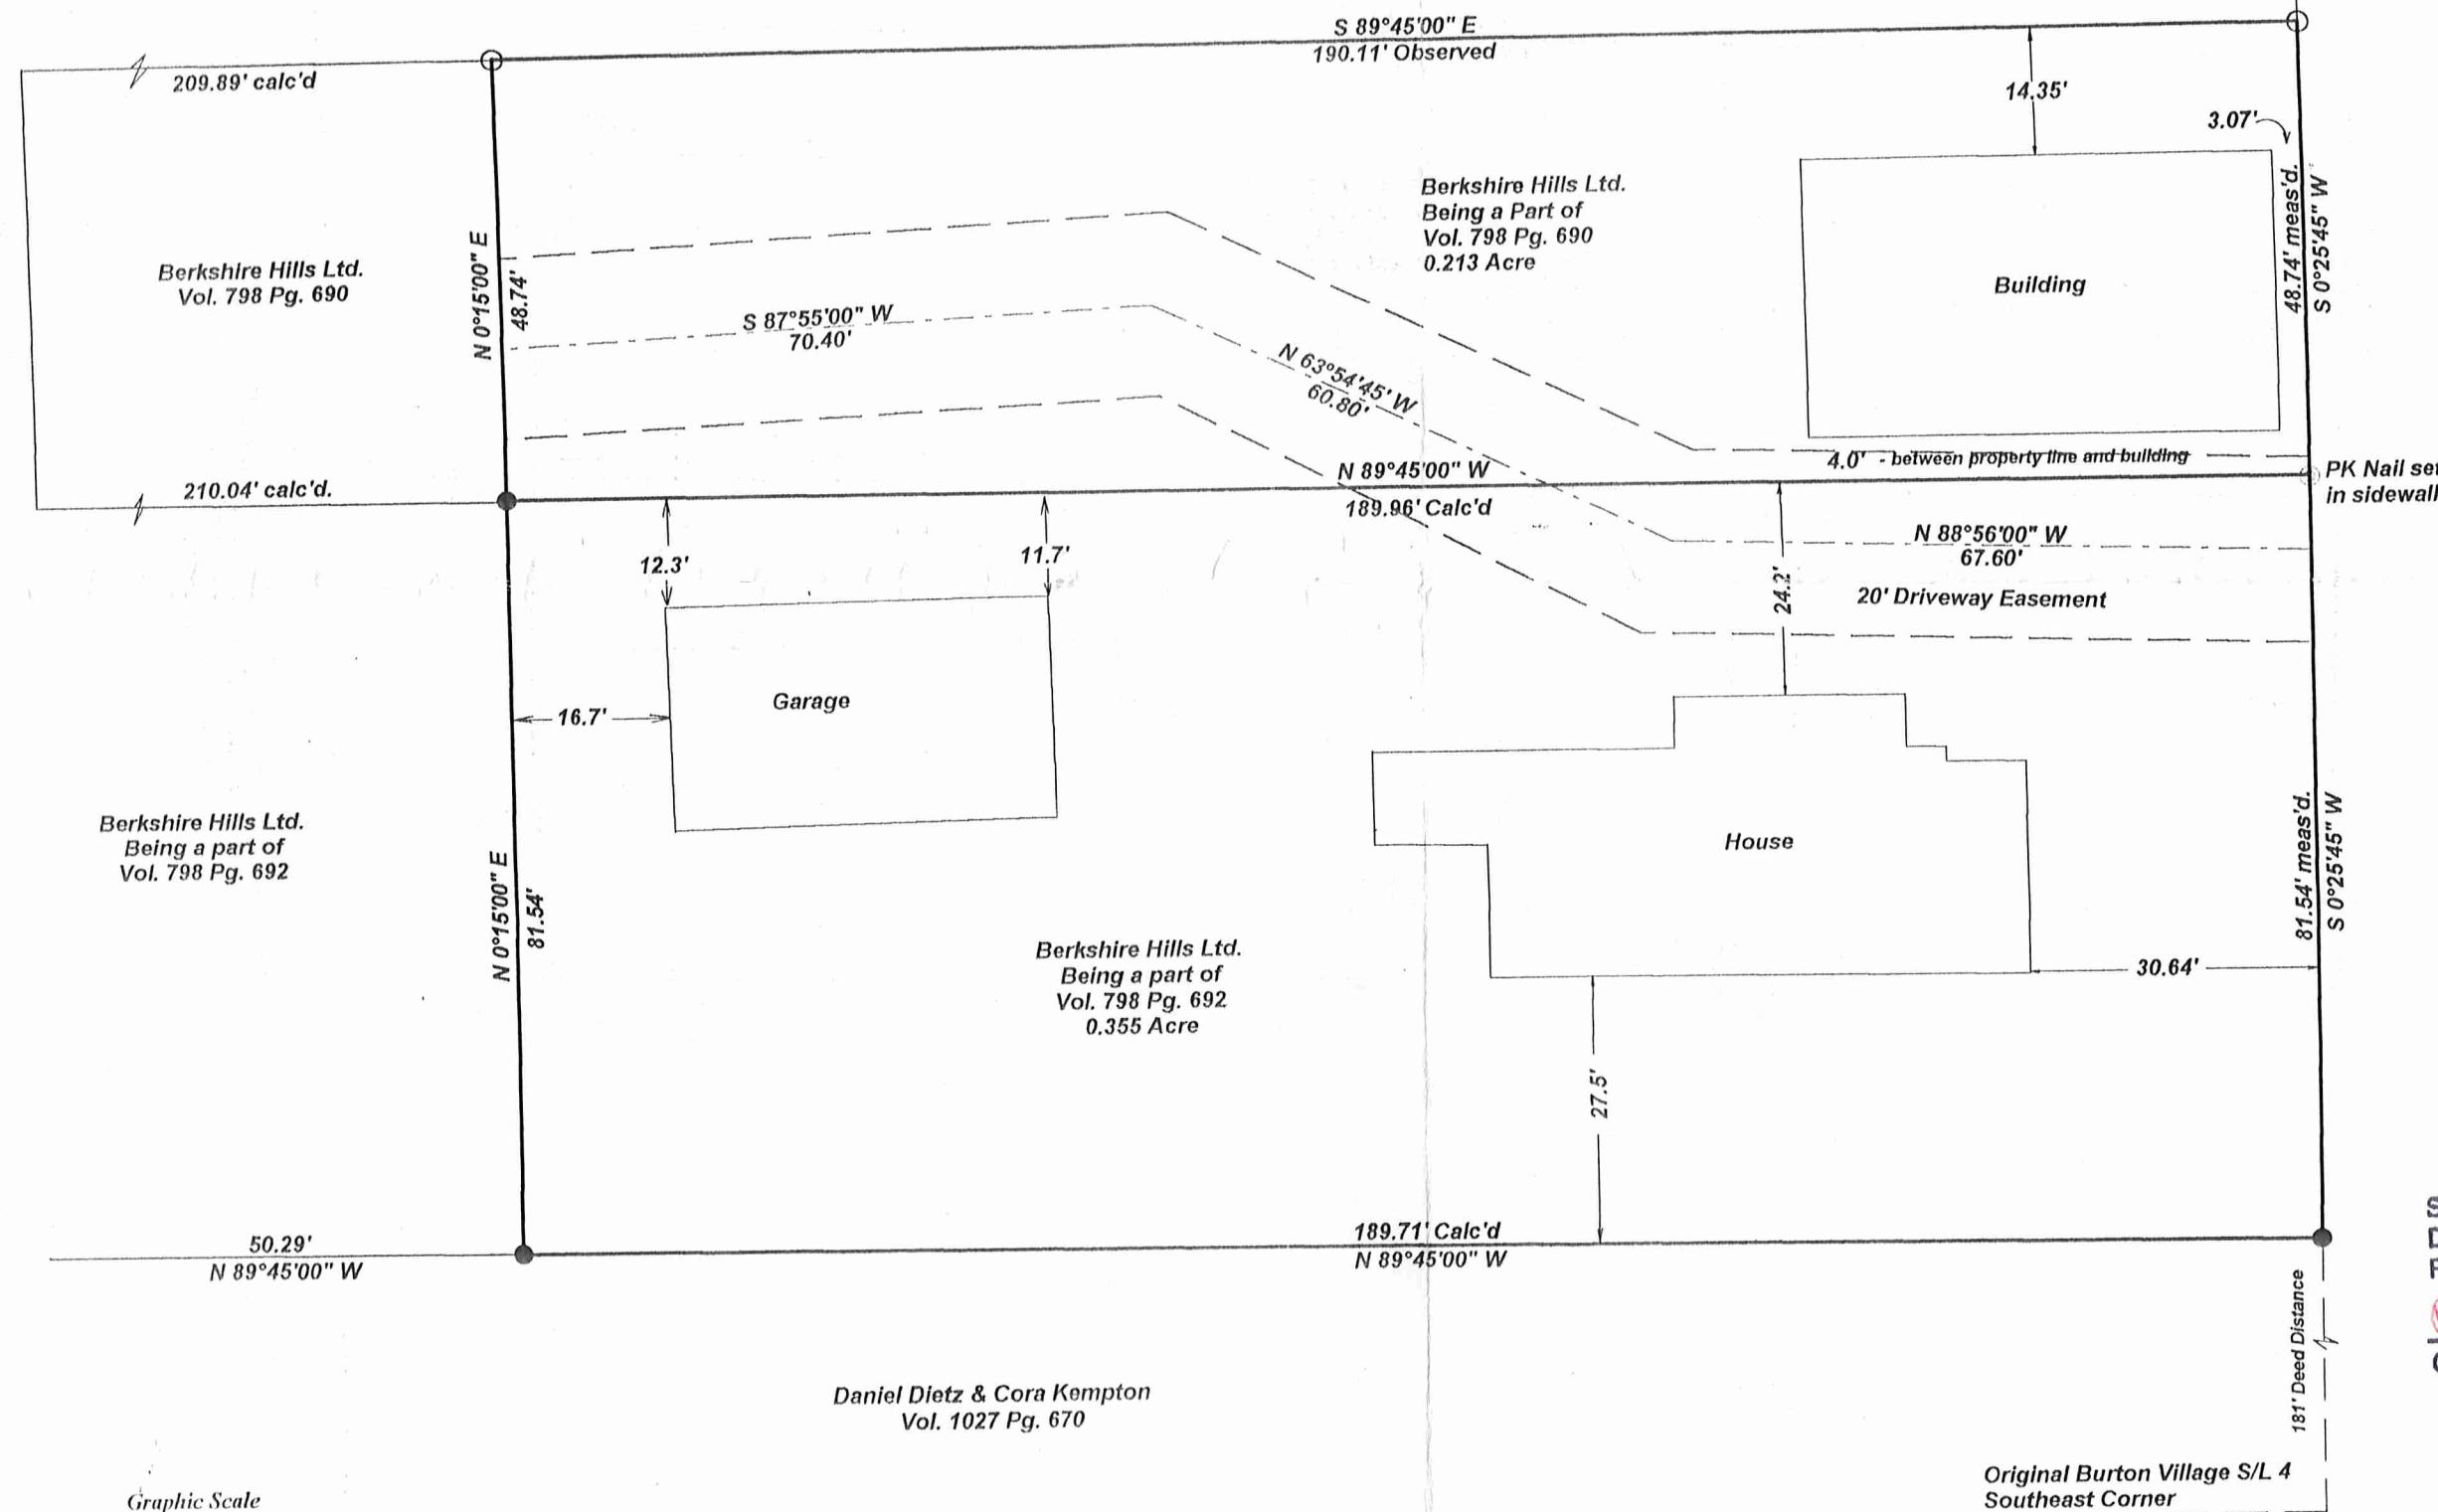 S 89°45'00" E
190.11' Observed
209.89' calc'd
14.35'
3.07'
48.74' meas'd.
S 0°25'45" W
Berkshire Hills Ltd.
Being a Part of
Vol. 798 Pg. 690
0.213 Acre
Building
Berkshire Hills Ltd.
Vol. 798 Pg. 690
N 0°15'00" E
48.74'
S 87°55'00" W
70.40'
N 63°54'45' W
60.80'
4.0' - between property line and building
N 89°45'00" W
189.96' Calc'd
210.04' calc'd.
PK Nail set
in sidewall
N 88°56'00" W
67.60'
12.3'
11.7'
24.2'
20' Driveway Easement
Garage
16.7'
House
Berkshire Hills Ltd.
Being a part of
Vol. 798 Pg. 692
N 0°15'00" E
81.54'
81.54' meas'd.
S 0°25'45" W
Berkshire Hills Ltd.
Being a part of
Vol. 798 Pg. 692
0.355 Acre
30.64'
27.5'
50.29'
N 89°45'00" W
189.71' Calc'd
N 89°45'00" W
181' Deed Distance
Daniel Dietz & Cora Kempton
Vol. 1027 Pg. 670
Original Burton Village S/L 4
Southeast Corner
Graphic Scale